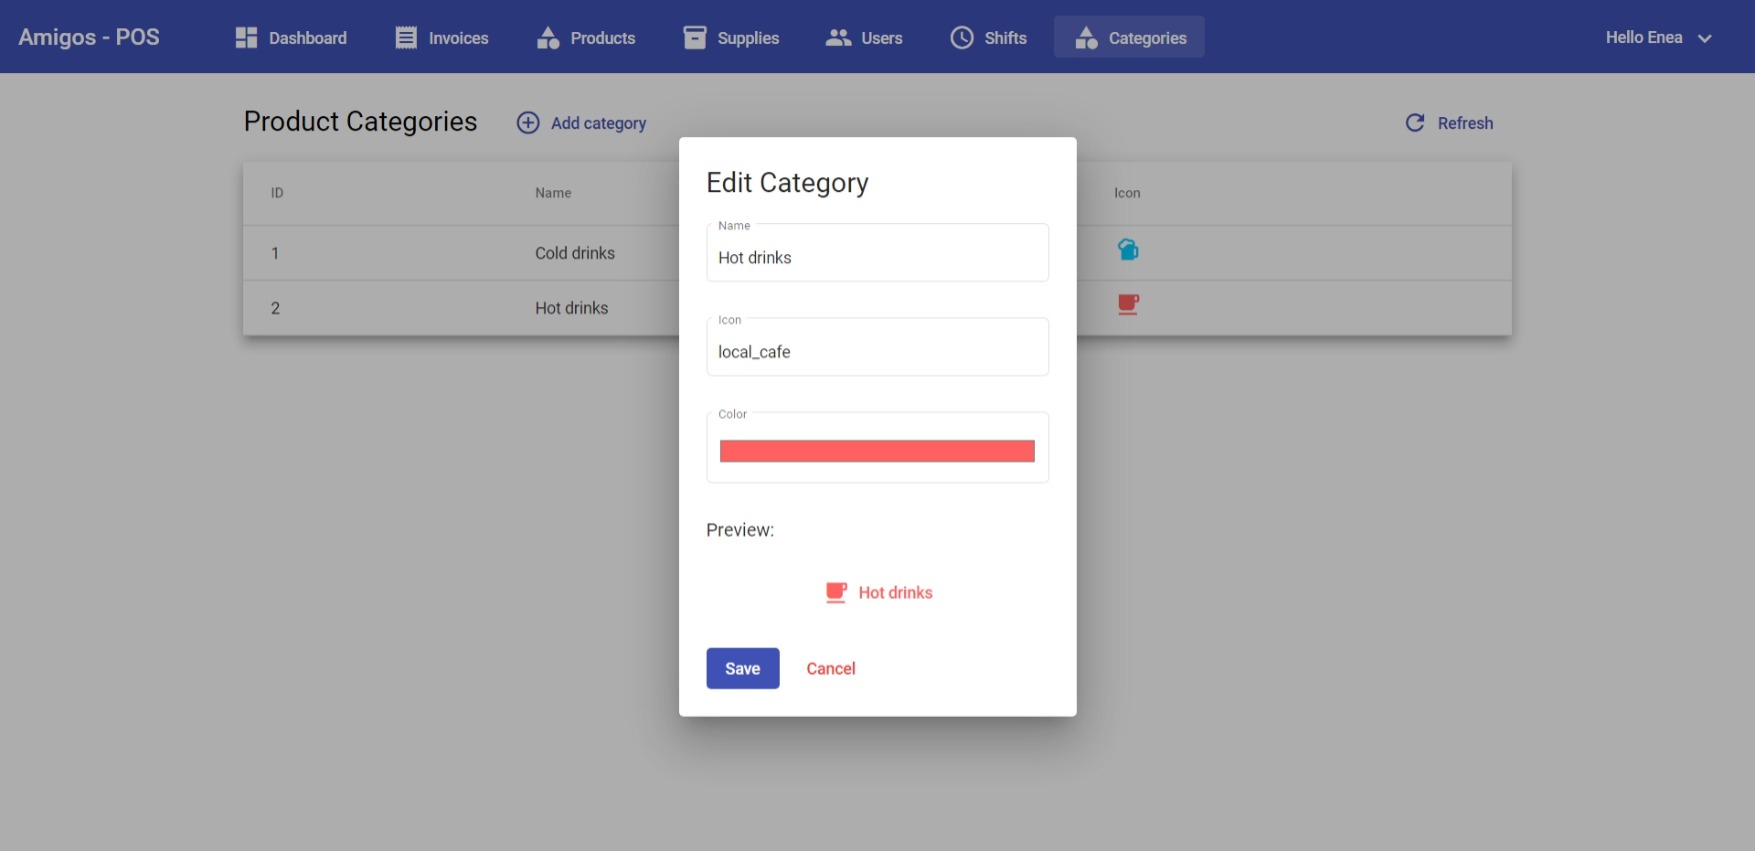 Amigos - POS
Dashboard
Invoices
Products
Supplies
Users
Shifts
Categories
Hello Enea
Product Categories
Add category
Refresh
ID
Name
Icon
1
Cold drinks
2
Hot drinks
Edit Category
Name
Hot drinks
Icon
local_cafe
Color
Preview:
Hot drinks
Save
Cancel